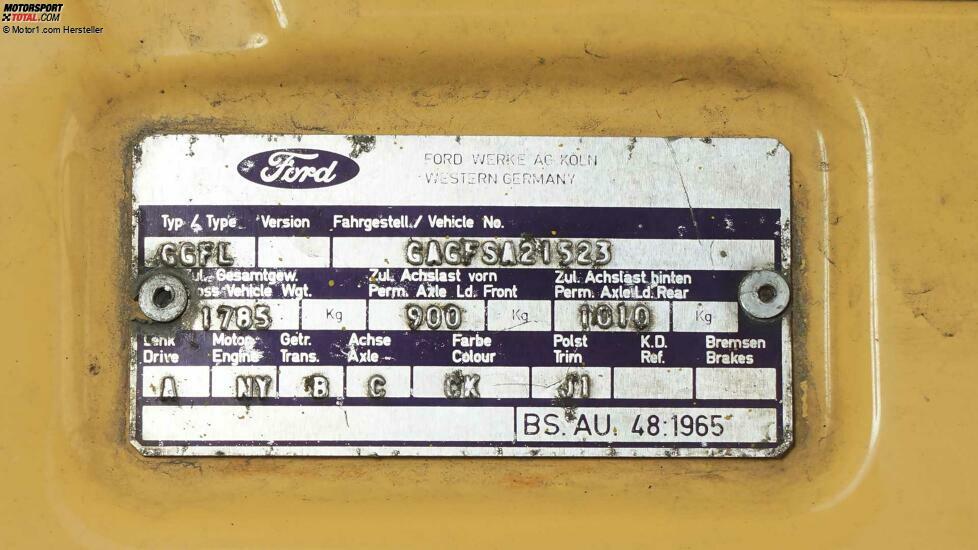 MOTORSPORT
TOTAL.COM
© Motor1.com Hersteller
Ford
FORD WERKE AG KÖLN
WESTERN GERMANY
Typ / Type Version Fahrgestell./ Vehicle No.
GGFL GAGFSA21523
Zul. Gesamtgew. Zul. Achslast vorn Zul. Achslast hinten
Gross Vehicle Wgt. Perm. Axle Ld. Front Perm. Axle Ld. Rear
1785 Kg 900 Kg 1010 Kg
Lenk Motor Getr. Achse Farbe Polst K.D. Bremsen
Drive Engine Trans. Axle Colour Trim. Ref. Brakes
A NY B C GK J1
BS. AU. 48:1965